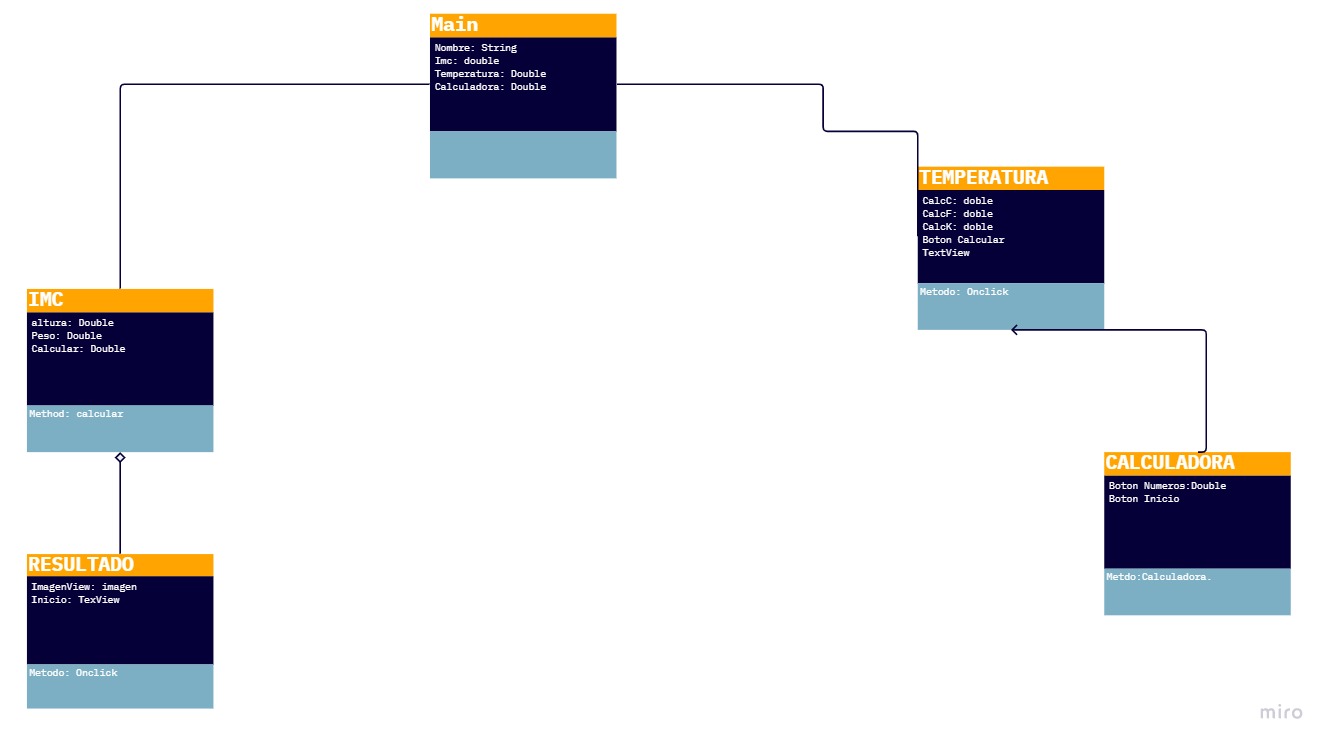 Main
Nombre: String
Imc: double
Temperatura: Double
Calculadora: Double
TEMPERATURA
CalcC: doble
CalcF: doble
CalcK: doble
Boton Calcular
TextView
Metodo: Onclick
IMC
altura: Double
Peso: Double
Calcular: Double
Method: calcular
CALCULADORA
Boton Numeros:Double
Boton Inicio
Metdo:Calculadora.
RESULTADO
ImagenView: imagen
Inicio: TexView
Metodo: Onclick
miro